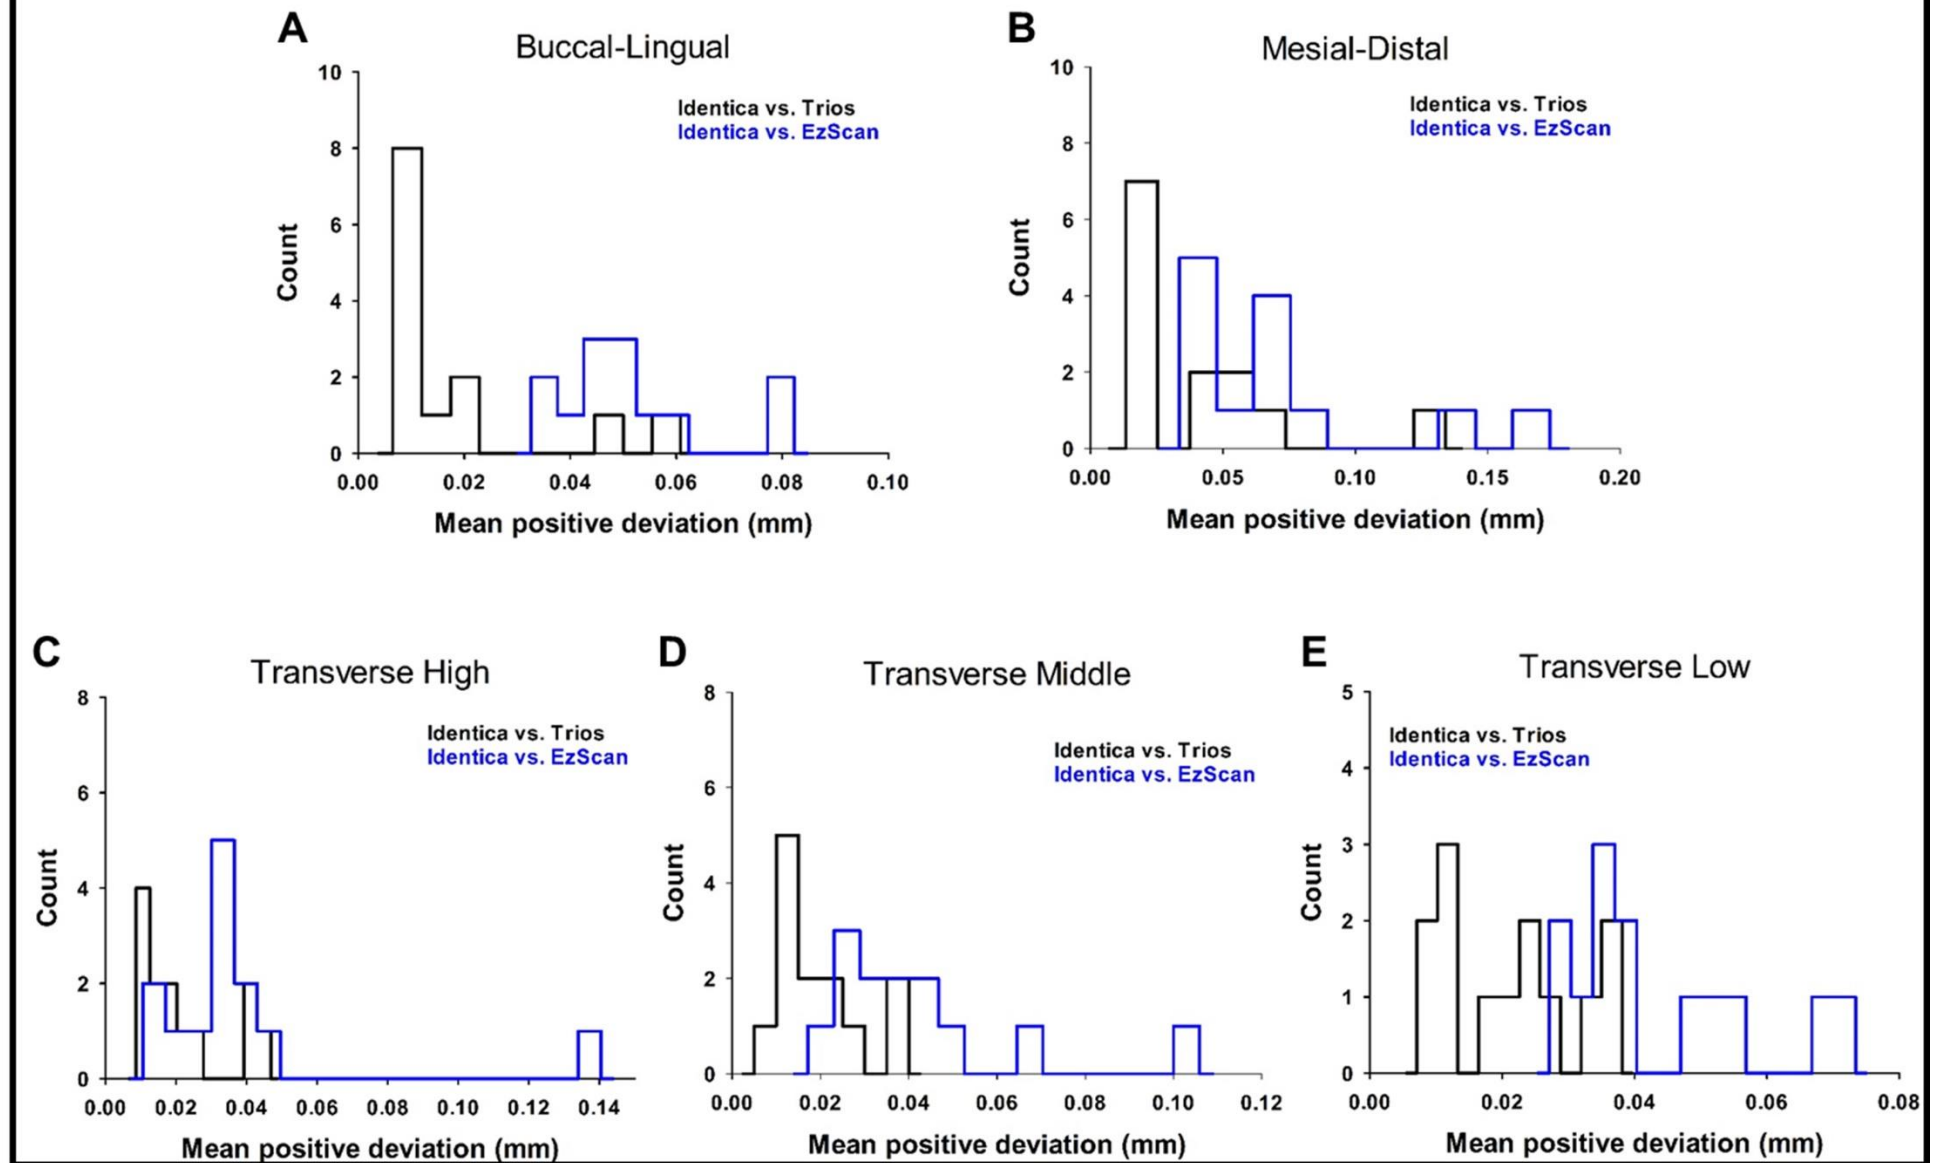 A
Buccal-Lingual
10
8
6
4
2
0
Count
Identica vs. Trios
Identica vs. EzScan
0.00 0.02 0.04 0.06 0.08 0.10
Mean positive deviation (mm)
B
Mesial-Distal
10
8
6
4
2
0
Count
Identica vs. Trios
Identica vs. EzScan
0.00 0.05 0.10 0.15 0.20
Mean positive deviation (mm)
C
Transverse High
8
6
4
2
0
Count
Identica vs. Trios
Identica vs. EzScan
0.00 0.02 0.04 0.06 0.08 0.10 0.12 0.14
Mean positive deviation (mm)
D
Transverse Middle
8
6
4
2
0
Count
Identica vs. Trios
Identica vs. EzScan
0.00 0.02 0.04 0.06 0.08 0.10 0.12
Mean positive deviation (mm)
E
Transverse Low
5
4
3
2
1
0
Count
Identica vs. Trios
Identica vs. EzScan
0.00 0.02 0.04 0.06 0.08
Mean positive deviation (mm)